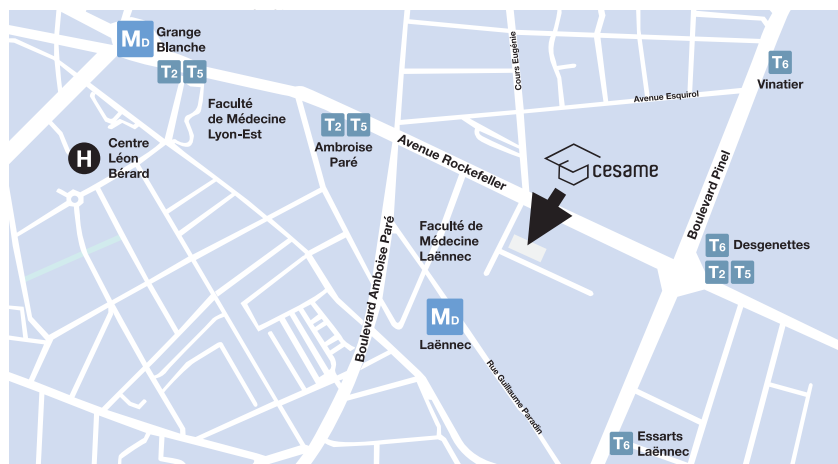 MD Grange
Blanche
T2 T5
Faculté
de Médecine
Lyon-Est
H Centre
Léon
Bérard
T2 T5
Ambroise
Paré
Avenue Rockefeller
Cours Eugénie
Avenue Esquirol
T6
Vinatier
cesame
Boulevard Pinel
Faculté de
Médecine
Laënnec
T6 Desgenettes
T2 T5
Boulevard Amboise Paré
MD
Laënnec
Rue Guillaume Paradin
T6 Essarts
Laënnec